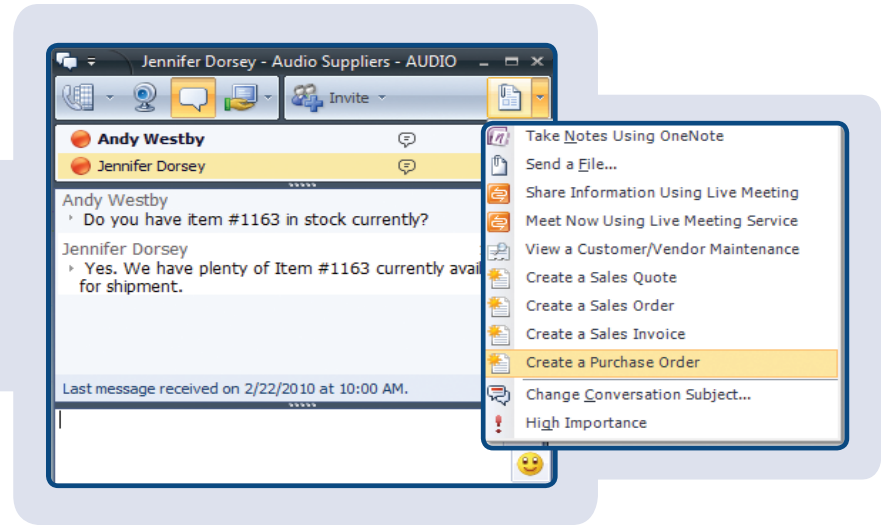 Jennifer Dorsey - Audio Suppliers - AUDIO
Invite
Andy Westby
Jennifer Dorsey
Andy Westby
Do you have item #1163 in stock currently?
Jennifer Dorsey
Yes. We have plenty of Item #1163 currently avai
for shipment.
Last message received on 2/22/2010 at 10:00 AM.
Take Notes Using OneNote
Send a File...
Share Information Using Live Meeting
Meet Now Using Live Meeting Service
View a Customer/Vendor Maintenance
Create a Sales Quote
Create a Sales Order
Create a Sales Invoice
Create a Purchase Order
Change Conversation Subject...
High Importance